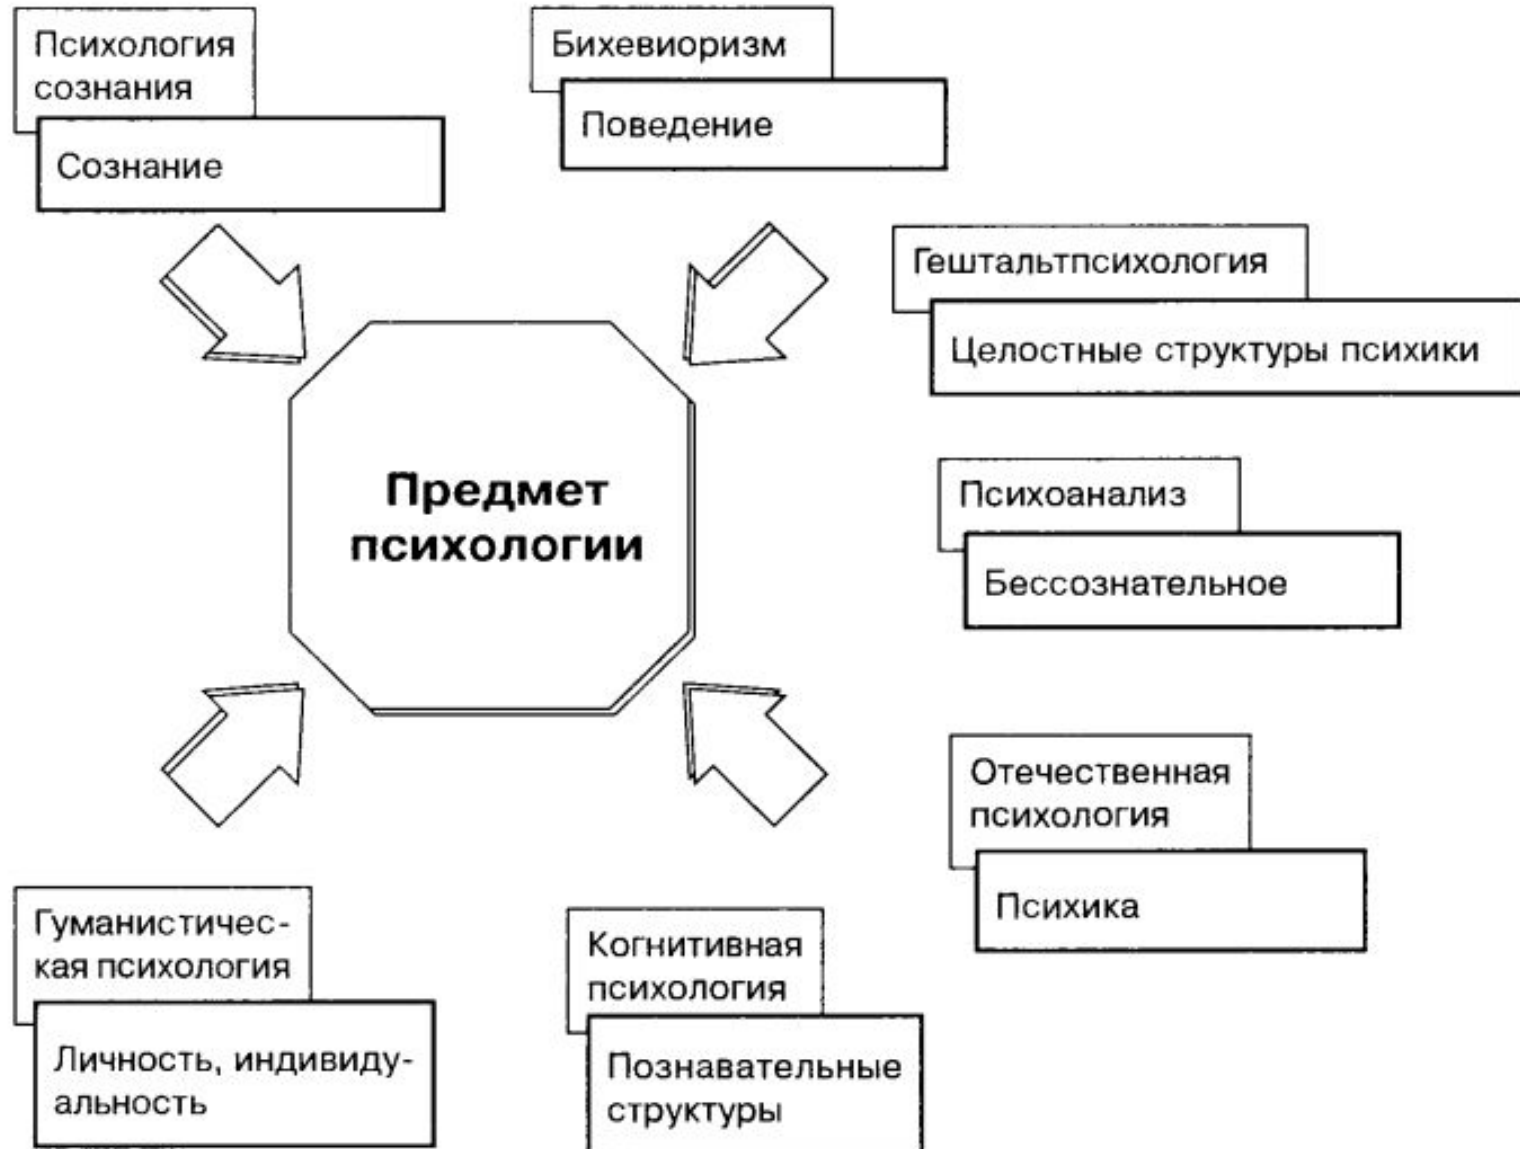 Психология
сознания
Сознание
Бихевиоризм
Поведение
Гештальтпсихология
Целостные структуры психики
Предмет
психологии
Психоанализ
Бессознательное
Отечественная
психология
Психика
Гуманистичес-
кая психология
Личность, индивиду-
альность
Когнитивная
психология
Познавательные
структуры